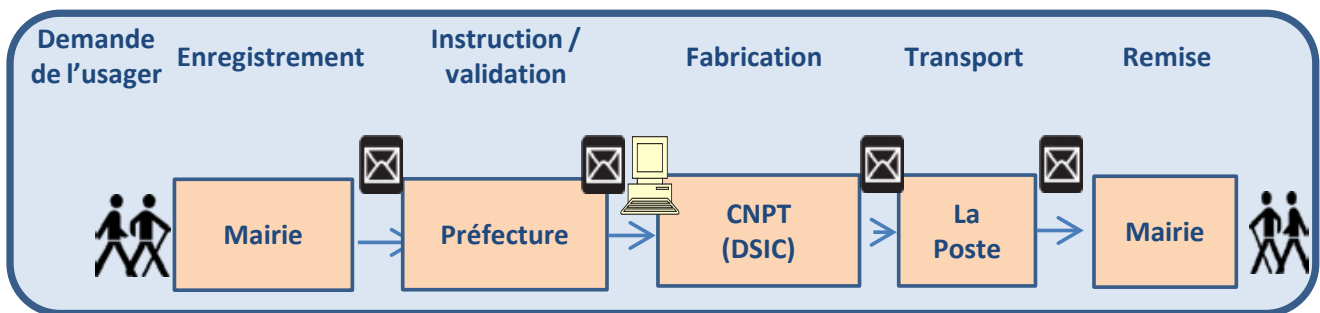 Demande
de l’usager
Enregistrement
Instruction /
validation
Fabrication
Transport
Remise
Mairie
Préfecture
CNPT
(DSIC)
La
Poste
Mairie